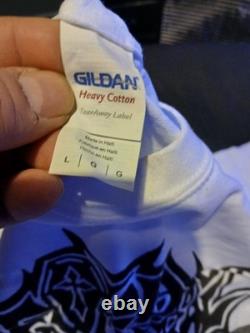 GILDAN
Heavy Cotton
TearAway Label
Made in Haiti
Fabriqué en Haïti
Hecho en Haití
L G G